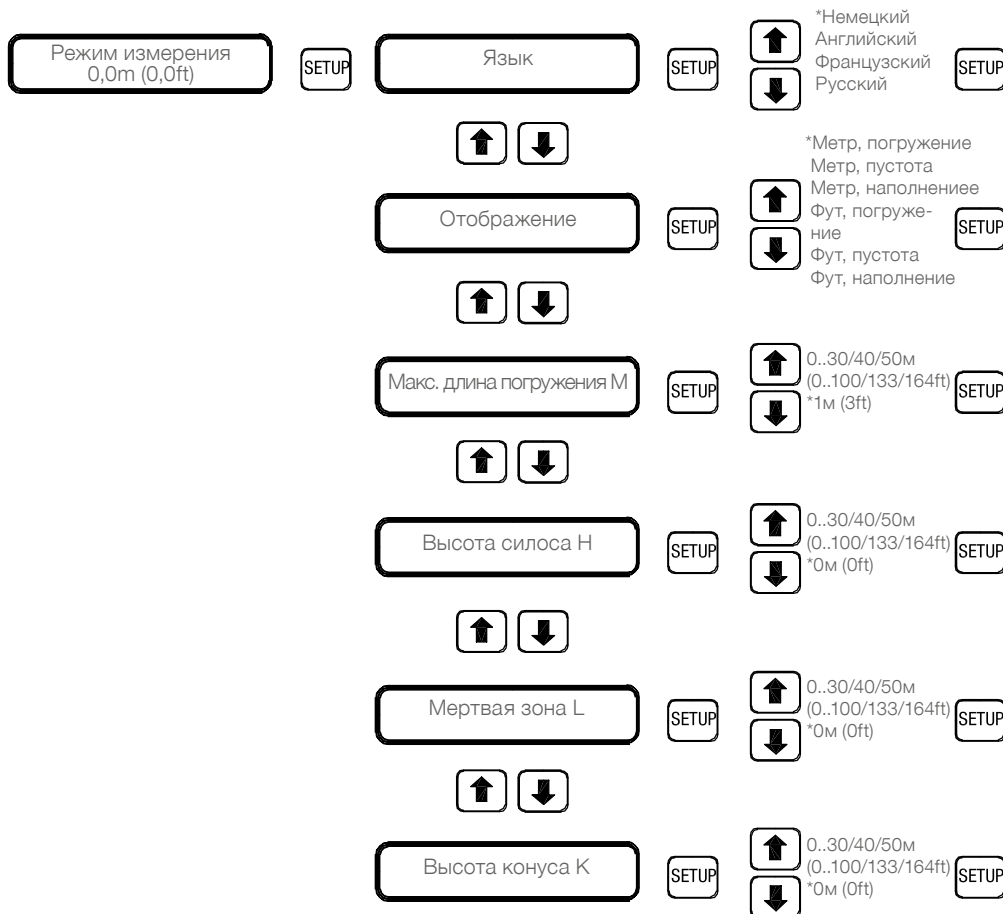 Режим измерения
0,0m (0,0ft)
SETUP
Язык
SETUP
*Немецкий
Английский
Французский
Русский
SETUP
Отображение
SETUP
*Метр, погружение
Метр, пустота
Метр, наполнениее
Фут, погруже-
ние
Фут, пустота
Фут, наполнение
SETUP
Макс. длина погружения М
SETUP
0..30/40/50м
(0..100/133/164ft)
*1м (3ft)
SETUP
Высота силоса Н
SETUP
0..30/40/50м
(0..100/133/164ft)
*0м (0ft)
SETUP
Мертвая зона L
SETUP
0..30/40/50м
(0..100/133/164ft)
*0м (0ft)
SETUP
Высота конуса К
SETUP
0..30/40/50м
(0..100/133/164ft)
*0м (0ft)
SETUP